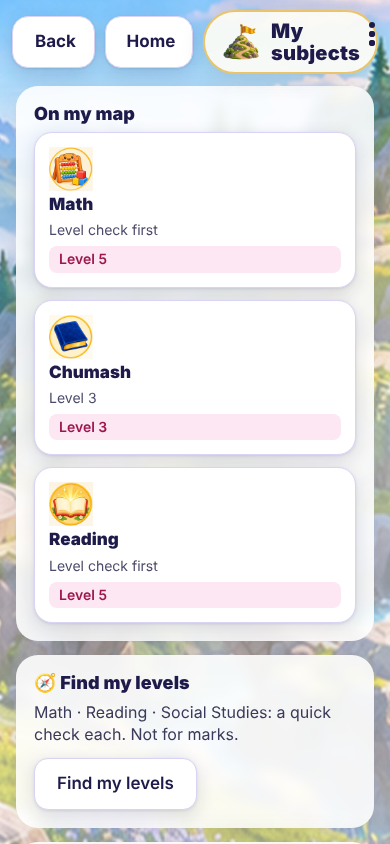 Back
Home
My
subjects
On my map
Math
Level check first
Level 5
Chumash
Level 3
Level 3
Reading
Level check first
Level 5
Find my levels
Math · Reading · Social Studies: a quick
check each. Not for marks.
Find my levels